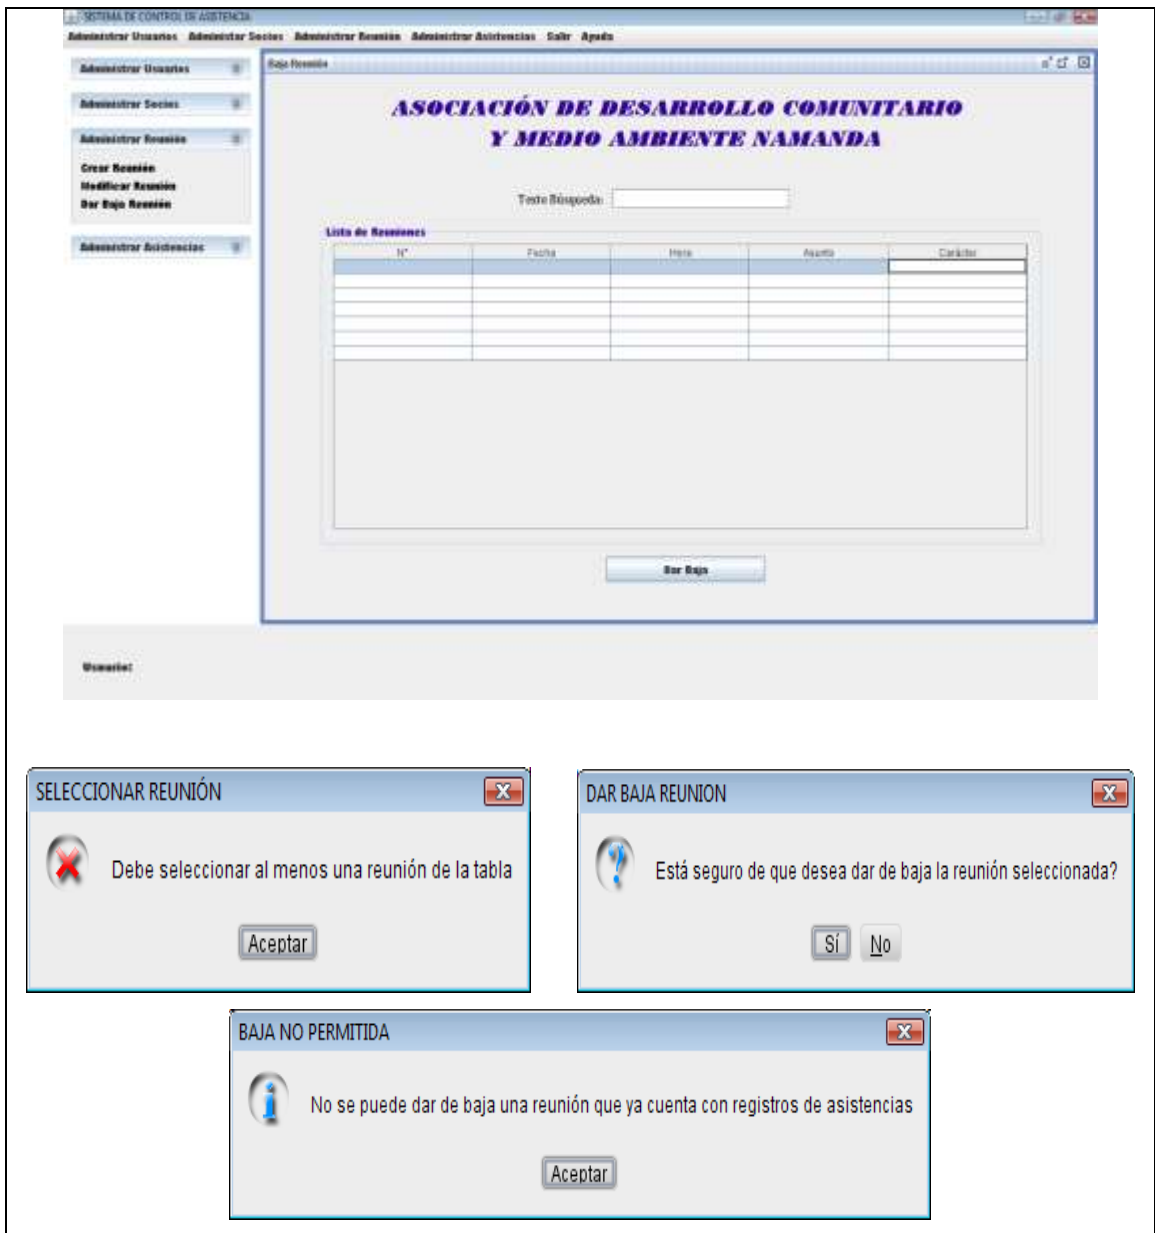 SISTEMA DE CONTROL DE ASISTENCIA
Administrar Usuarios Administar Socios Administrar Reunión Administrar Asistencias Salir Ayuda
Administrar Usuarios
Administrar Socios
Administrar Reunión
Crear Reunión
Modificar Reunión
Dar Baja Reunión
Administrar Asistencias
Baja Reunión
ASOCIACIÓN DE DESARROLLO COMUNITARIO
Y MEDIO AMBIENTE NAMANDA
Texto Búsqueda:
Lista de Reuniones
N° Fecha Hora Asunto Carácter
Dar Baja
Usuario:
SELECCIONAR REUNIÓN
Debe seleccionar al menos una reunión de la tabla
Aceptar
DAR BAJA REUNION
Está seguro de que desea dar de baja la reunión seleccionada?
Sí No
BAJA NO PERMITIDA
No se puede dar de baja una reunión que ya cuenta con registros de asistencias
Aceptar